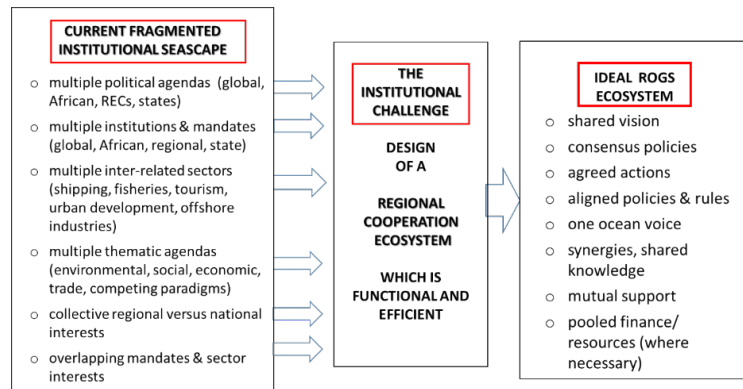 CURRENT FRAGMENTED
INSTITUTIONAL SEASCAPE
o multiple political agendas (global,
African, RECs, states)
o multiple institutions & mandates
(global, African, regional, state)
o multiple inter-related sectors
(shipping, fisheries, tourism,
urban development, offshore
industries)
o multiple thematic agendas
(environmental, social, economic,
trade, competing paradigms)
o collective regional versus national
interests
o overlapping mandates & sector
interests
THE
INSTITUTIONAL
CHALLENGE
DESIGN
OF A
REGIONAL
COOPERATION
ECOSYSTEM
WHICH IS
FUNCTIONAL AND
EFFICIENT
IDEAL ROGS
ECOSYSTEM
o shared vision
o consensus policies
o agreed actions
o aligned policies & rules
o one ocean voice
o synergies, shared
knowledge
o mutual support
o pooled finance/
resources (where
necessary)